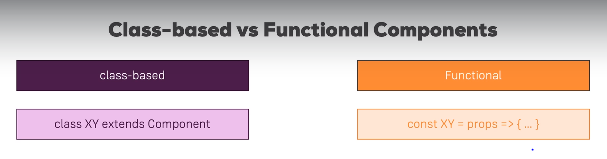 Class-based vs Functional Components
class-based
Functional
class XY extends Component
const XY = props => { ... }